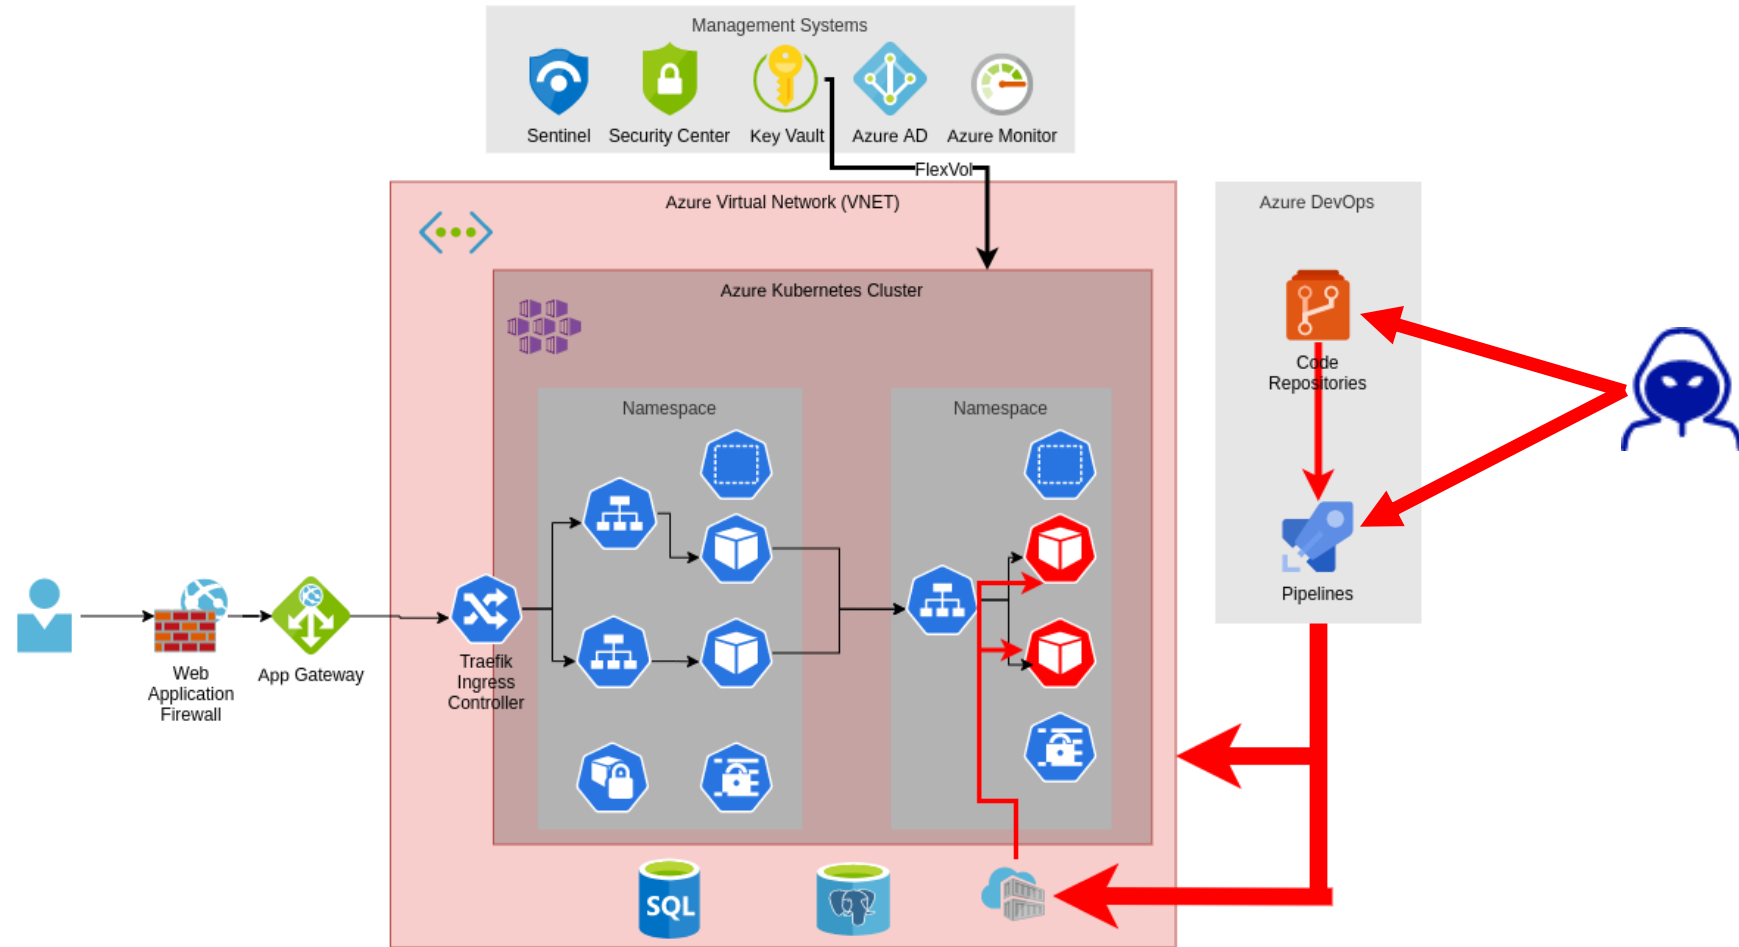 Management Systems
Sentinel
Security Center
Key Vault
Azure AD
Azure Monitor
FlexVol
Azure Virtual Network (VNET)
Azure DevOps
Azure Kubernetes Cluster
Code
Repositories
Namespace
Namespace
Pipelines
Web
Application
Firewall
App Gateway
Traefik
Ingress
Controller
SQL